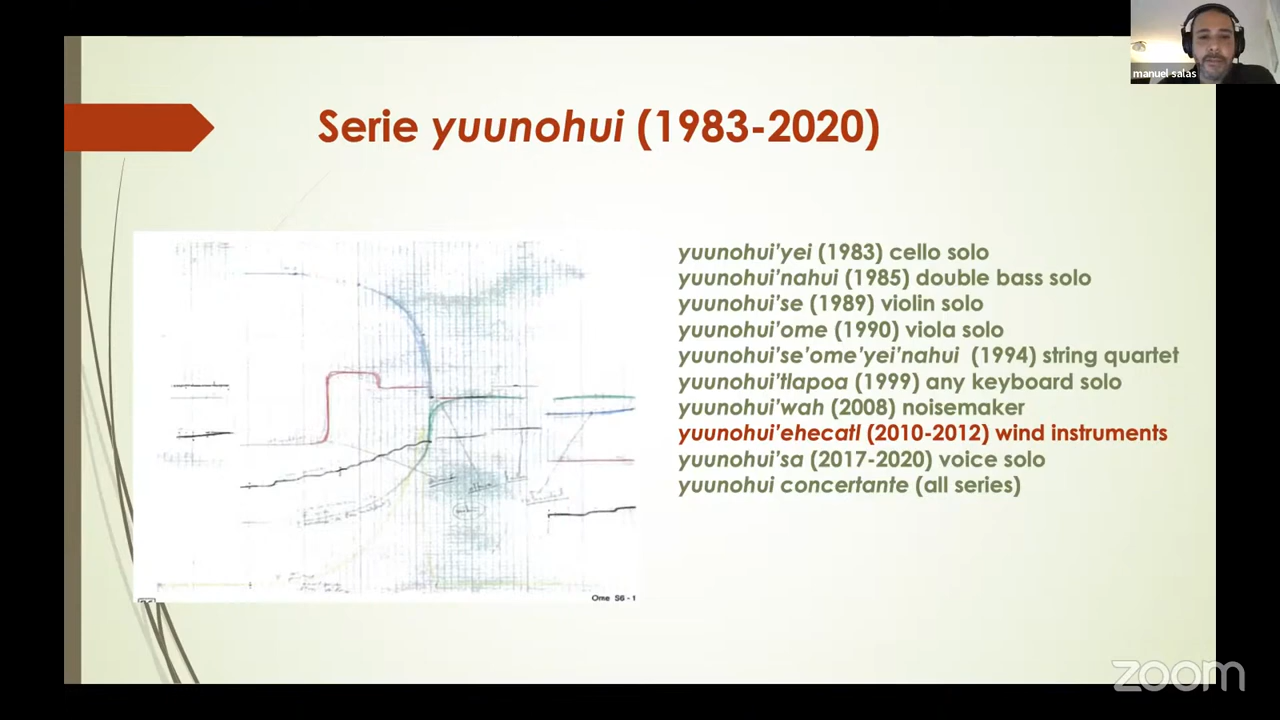 manuel salas
Serie yuunohui (1983-2020)
yuunohui'yei (1983) cello solo
yuunohui'nahui (1985) double bass solo
yuunohui'se (1989) violin solo
yuunohui'ome (1990) viola solo
yuunohui'se'ome'yei'nahui (1994) string quartet
yuunohui'tlapoa (1999) any keyboard solo
yuunohui'wah (2008) noisemaker
yuunohui'ehecatl (2010-2012) wind instruments
yuunohui'sa (2017-2020) voice solo
yuunohui concertante (all series)
Ome S6 - 1
zoom